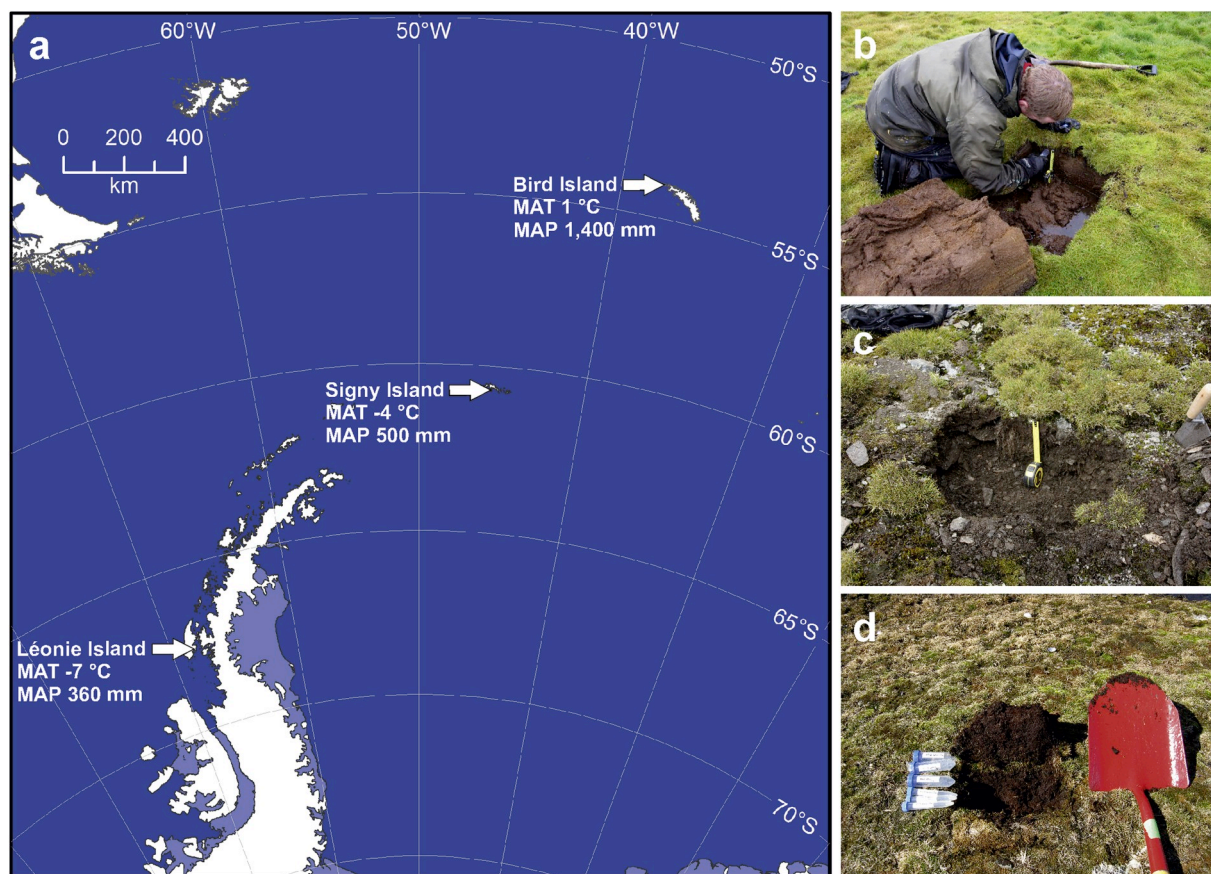 a
60°W
50°W
40°W
50°S
0 200 400
km
Bird Island
MAT 1 °C
MAP 1,400 mm
55°S
Signy Island
MAT -4 °C
MAP 500 mm
60°S
65°S
Léonie Island
MAT -7 °C
MAP 360 mm
70°S
b
c
d